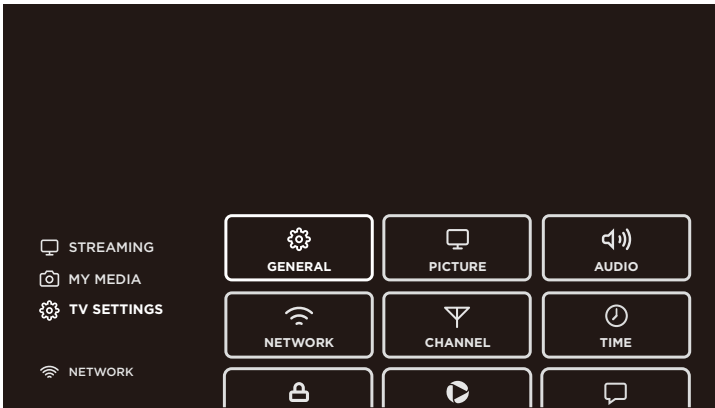 STREAMING
MY MEDIA
TV SETTINGS
NETWORK
GENERAL
PICTURE
AUDIO
NETWORK
CHANNEL
TIME